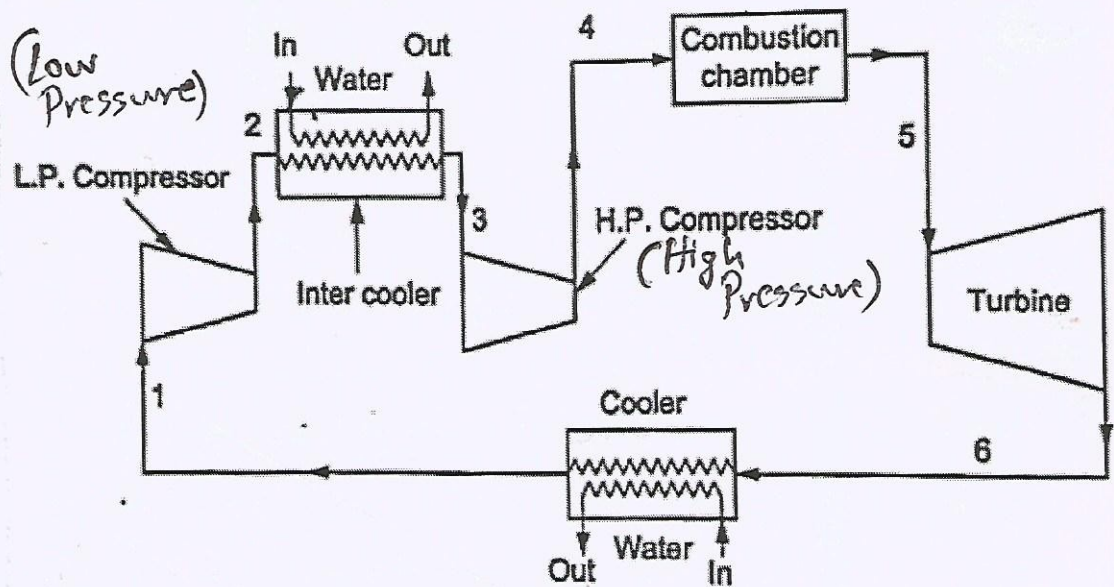 (Low
Pressure)
In
Out
Water
4
Combustion
chamber
2
5
L.P. Compressor
3
H.P. Compressor
(High
Pressure)
Inter cooler
Turbine
1
Cooler
6
Out
Water
In